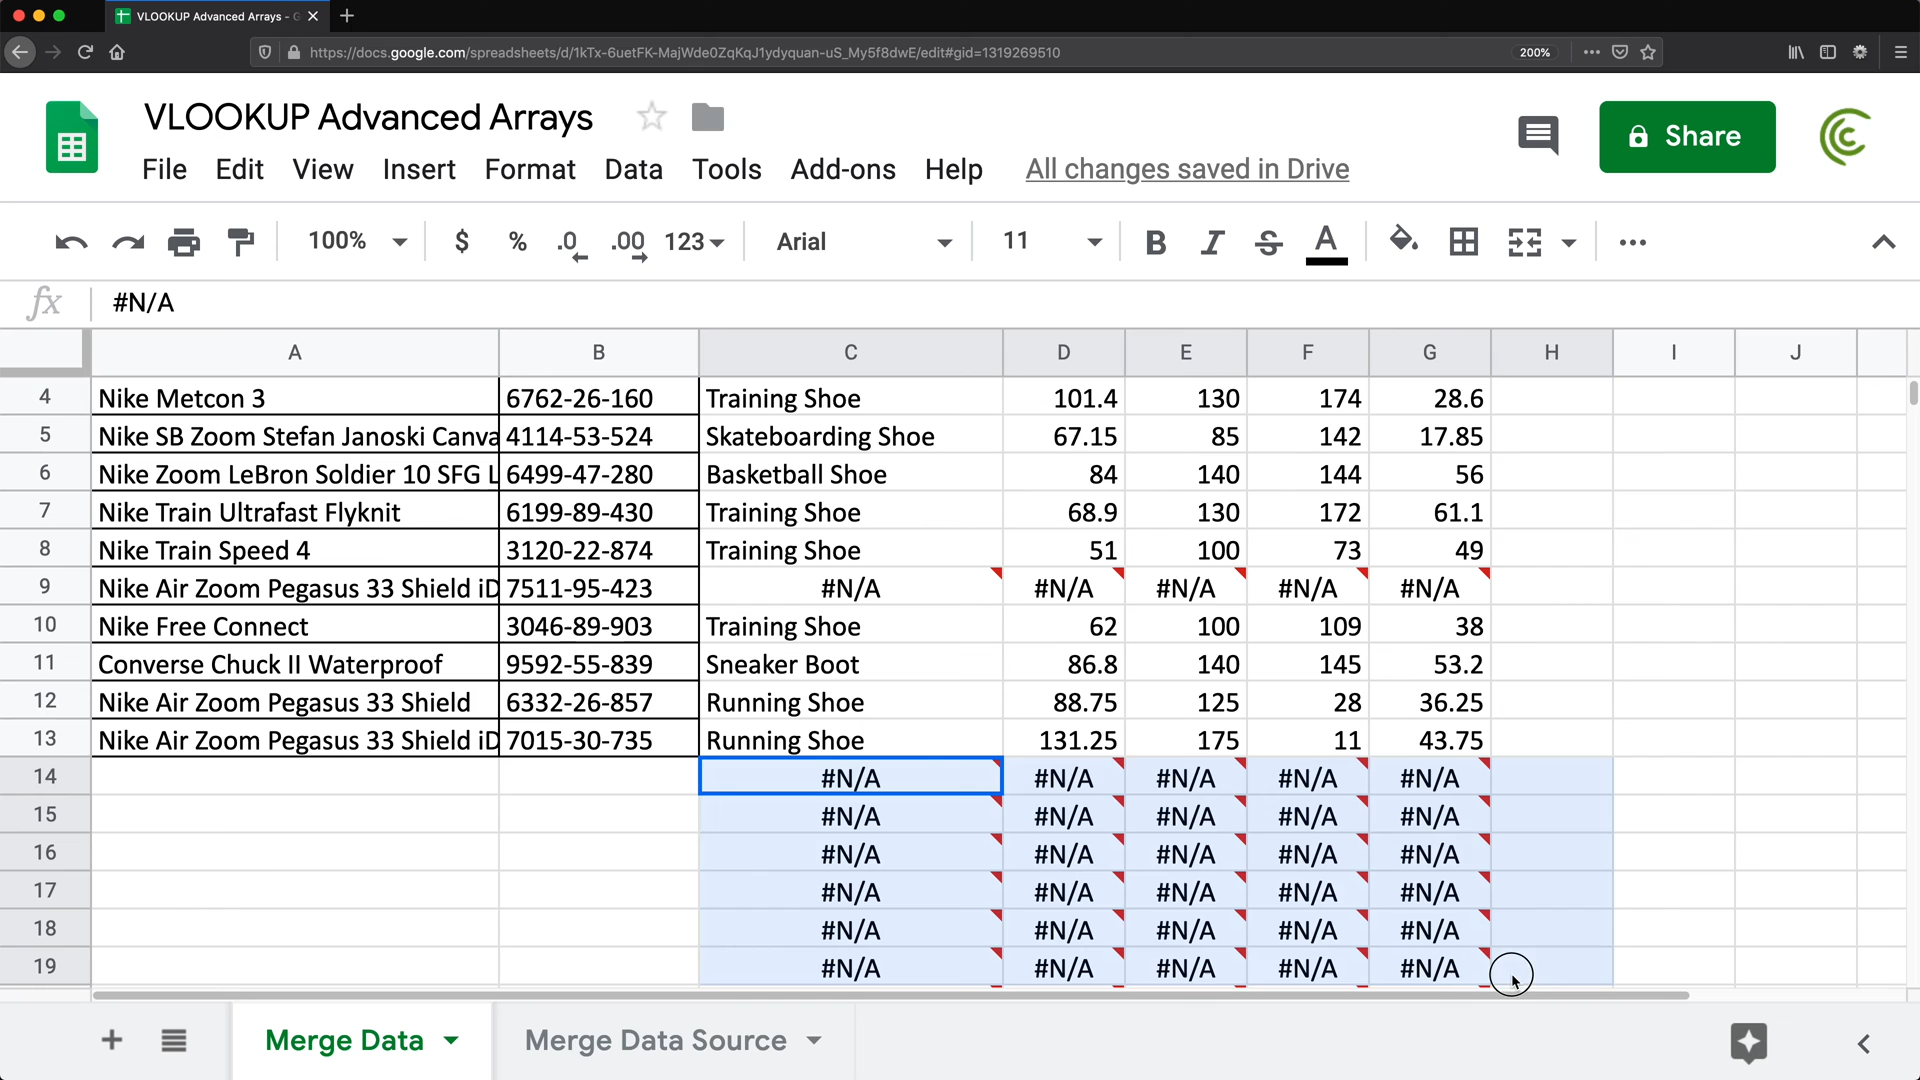 VLOOKUP Advanced Arrays - G
https://docs.google.com/spreadsheets/d/1kTx-6uetFK-MajWde0ZqKqJ1ydyquan-uS_My5f8dwE/edit#gid=1319269510 200%
VLOOKUP Advanced Arrays
Share
File Edit View Insert Format Data Tools Add-ons Help All changes saved in Drive
100% $ % .0 .00 123 Arial 11 B I S A
fx #N/A
A B C D E F G H I J
4 Nike Metcon 3 6762-26-160 Training Shoe 101.4 130 174 28.6
5 Nike SB Zoom Stefan Janoski Canva 4114-53-524 Skateboarding Shoe 67.15 85 142 17.85
6 Nike Zoom LeBron Soldier 10 SFG L 6499-47-280 Basketball Shoe 84 140 144 56
7 Nike Train Ultrafast Flyknit 6199-89-430 Training Shoe 68.9 130 172 61.1
8 Nike Train Speed 4 3120-22-874 Training Shoe 51 100 73 49
9 Nike Air Zoom Pegasus 33 Shield iD 7511-95-423 #N/A #N/A #N/A #N/A #N/A
10 Nike Free Connect 3046-89-903 Training Shoe 62 100 109 38
11 Converse Chuck II Waterproof 9592-55-839 Sneaker Boot 86.8 140 145 53.2
12 Nike Air Zoom Pegasus 33 Shield 6332-26-857 Running Shoe 88.75 125 28 36.25
13 Nike Air Zoom Pegasus 33 Shield iD 7015-30-735 Running Shoe 131.25 175 11 43.75
14 #N/A #N/A #N/A #N/A #N/A
15 #N/A #N/A #N/A #N/A #N/A
16 #N/A #N/A #N/A #N/A #N/A
17 #N/A #N/A #N/A #N/A #N/A
18 #N/A #N/A #N/A #N/A #N/A
19 #N/A #N/A #N/A #N/A #N/A
Merge Data Merge Data Source